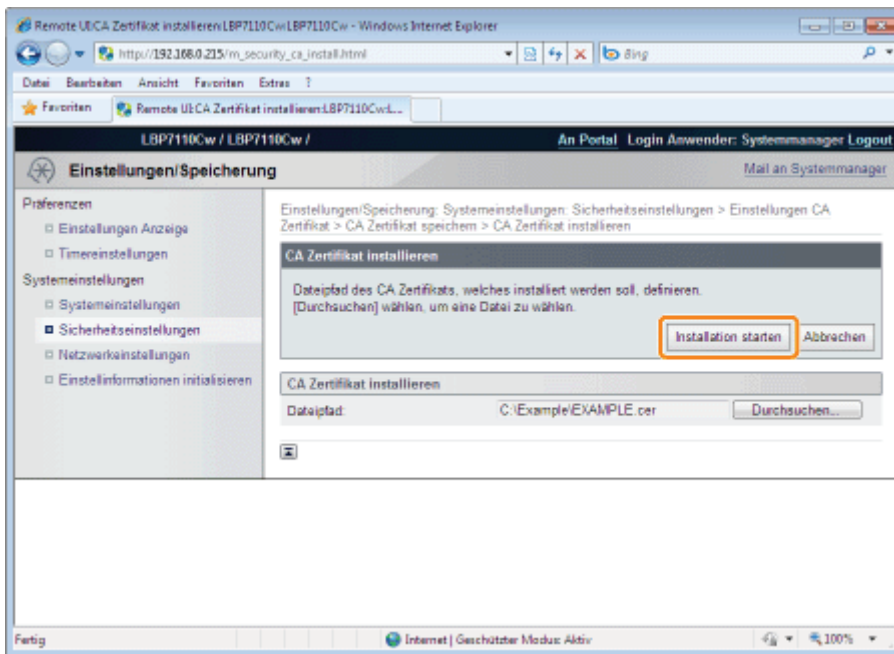 Remote UI:CA Zertifikat installieren:LBP7110Cw:LBP7110Cw - Windows Internet Explorer
http://192.168.0.215/m_security_ca_install.html
Bing
Datei Bearbeiten Ansicht Favoriten Extras ?
Favoriten
Remote UI:CA Zertifikat installieren:LBP7110Cw:L...
LBP7110Cw / LBP7110Cw /
An Portal Login Anwender: Systemmanager Logout
Einstellungen/Speicherung
Mail an Systemmanager
Präferenzen
Einstellungen Anzeige
Timereinstellungen
Systemeinstellungen
Systemeinstellungen
Sicherheitseinstellungen
Netzwerkeinstellungen
Einstellinformationen initialisieren
Einstellungen/Speicherung: Systemeinstellungen: Sicherheitseinstellungen > Einstellungen CA
Zertifikat > CA Zertifikat speichern > CA Zertifikat installieren
CA Zertifikat installieren
Dateipfad des CA Zertifikats, welches installiert werden soll, definieren.
[Durchsuchen] wählen, um eine Datei zu wählen.
Installation starten
Abbrechen
CA Zertifikat installieren
Dateipfad:
C:\Example\EXAMPLE.cer
Durchsuchen...
Fertig
Internet | Geschützter Modus: Aktiv
100%